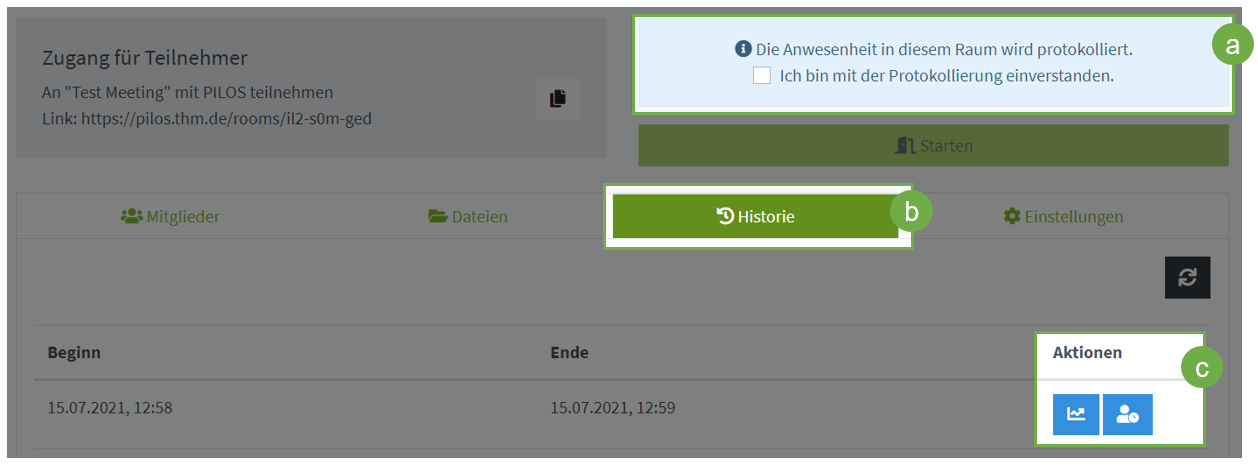 Zugang für Teilnehmer
An "Test Meeting" mit PILOS teilnehmen
Link: https://pilos.thm.de/rooms/il2-s0m-ged
Die Anwesenheit in diesem Raum wird protokolliert.
Ich bin mit der Protokollierung einverstanden.
a
Starten
Mitglieder Dateien Historie b Einstellungen
Beginn Ende Aktionen c
15.07.2021, 12:58 15.07.2021, 12:59